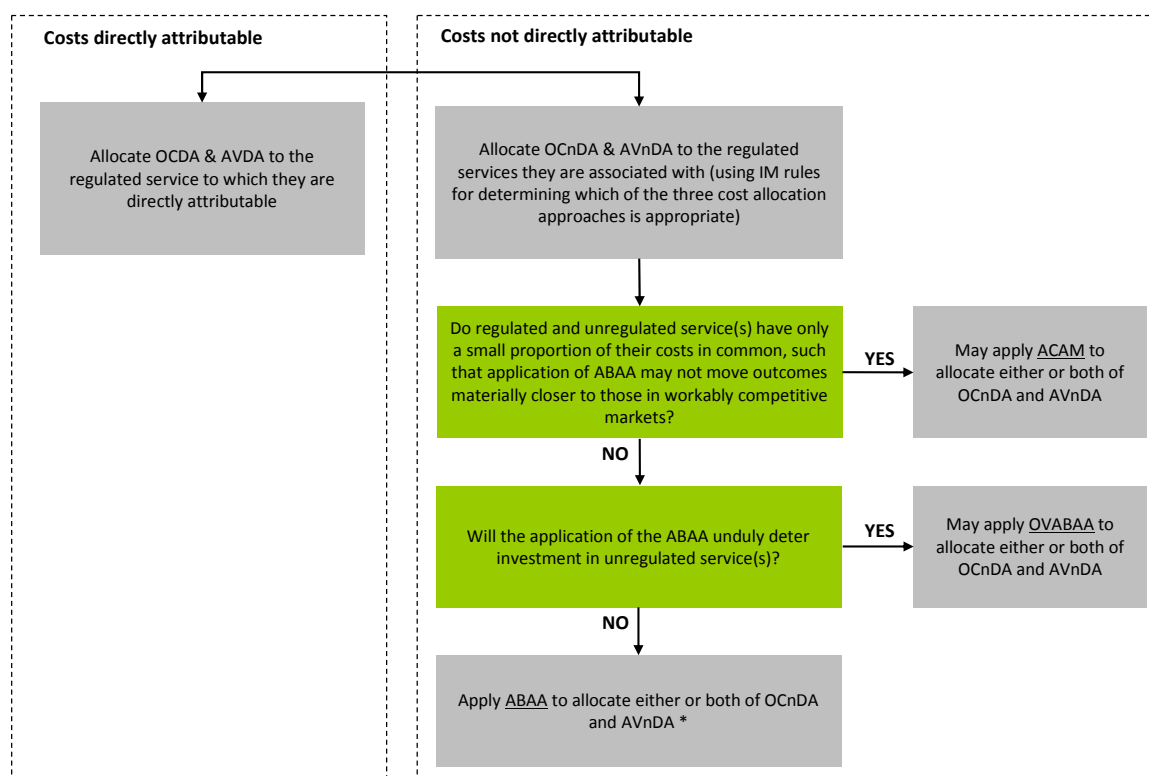 Costs directly attributable
Costs not directly attributable
Allocate OCDA & AVDA to the
regulated service to which they are
directly attributable
Allocate OCnDA & AVnDA to the regulated
services they are associated with (using IM rules
for determining which of the three cost allocation
approaches is appropriate)
Do regulated and unregulated service(s) have only
a small proportion of their costs in common, such
that application of ABAA may not move outcomes
materially closer to those in workably competitive
markets?
YES
May apply ACAM to
allocate either or both of
OCnDA and AVnDA
NO
Will the application of the ABAA unduly deter
investment in unregulated service(s)?
YES
May apply OVABAA to
allocate either or both of
OCnDA and AVnDA
NO
Apply ABAA to allocate either or both of OCnDA
and AVnDA *